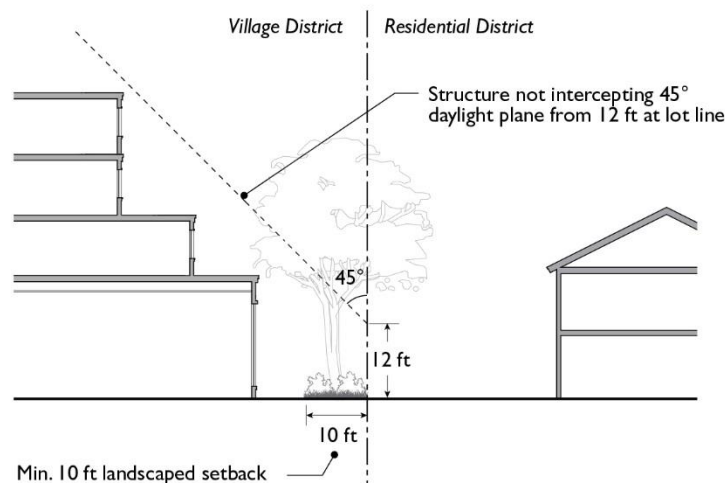 Village District
Residential District
Structure not intercepting 45°
daylight plane from 12 ft at lot line
45°
12 ft
10 ft
Min. 10 ft landscaped setback